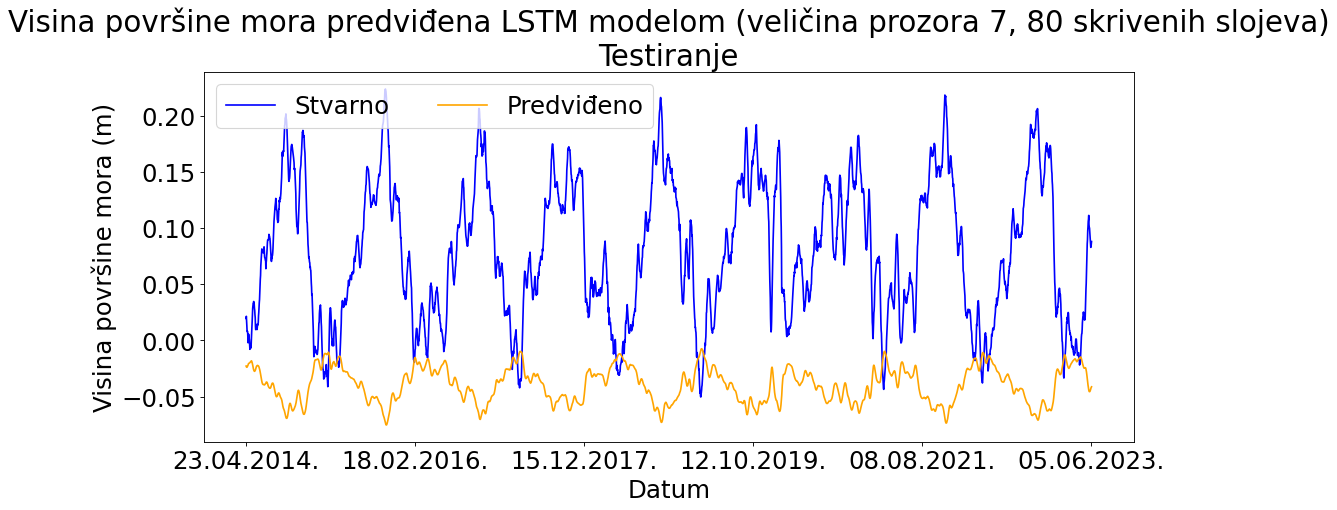 Visina površine mora predviđena LSTM modelom (veličina prozora 7, 80 skrivenih slojeva)
Testiranje
Stvarno Predviđeno
Visina površine mora (m)
0.20
0.15
0.10
0.05
0.00
−0.05
23.04.2014. 18.02.2016. 15.12.2017. 12.10.2019. 08.08.2021. 05.06.2023.
Datum